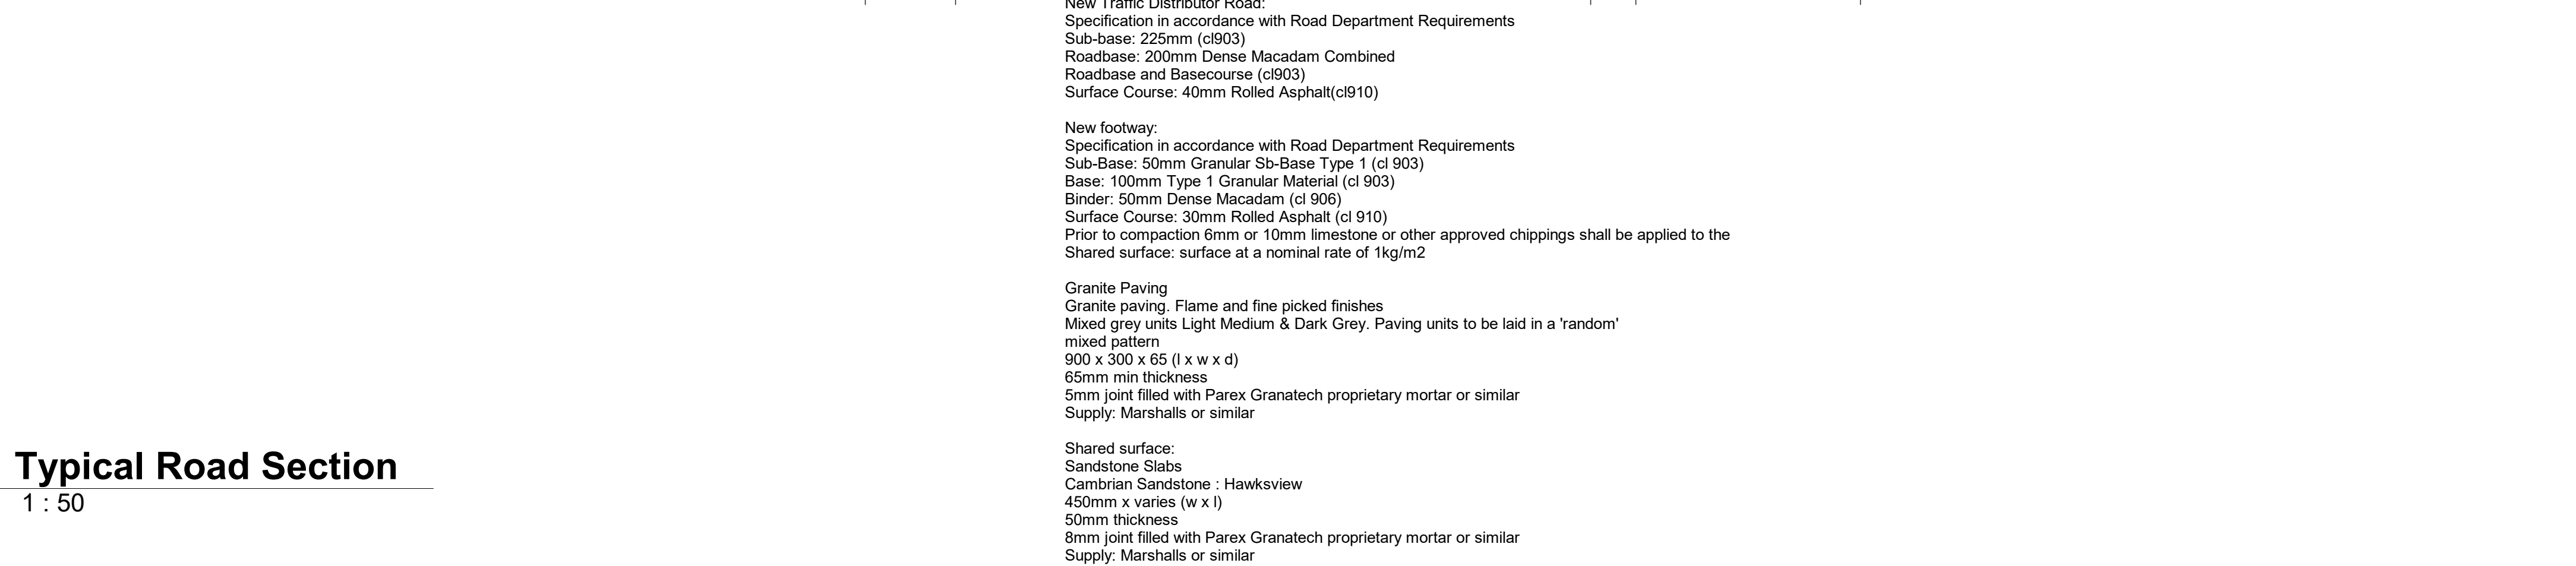 New Traffic Distributor Road:
Specification in accordance with Road Department Requirements
Sub-base: 225mm (cl903)
Roadbase: 200mm Dense Macadam Combined
Roadbase and Basecourse (cl903)
Surface Course: 40mm Rolled Asphalt(cl910)

New footway:
Specification in accordance with Road Department Requirements
Sub-Base: 50mm Granular Sb-Base Type 1 (cl 903)
Base: 100mm Type 1 Granular Material (cl 903)
Binder: 50mm Dense Macadam (cl 906)
Surface Course: 30mm Rolled Asphalt (cl 910)
Prior to compaction 6mm or 10mm limestone or other approved chippings shall be applied to the
Shared surface: surface at a nominal rate of 1kg/m2

Granite Paving
Granite paving. Flame and fine picked finishes
Mixed grey units Light Medium & Dark Grey. Paving units to be laid in a 'random'
mixed pattern
900 x 300 x 65 (l x w x d)
65mm min thickness
5mm joint filled with Parex Granatech proprietary mortar or similar
Supply: Marshalls or similar

Shared surface:
Sandstone Slabs
Cambrian Sandstone : Hawksview
450mm x varies (w x l)
50mm thickness
8mm joint filled with Parex Granatech proprietary mortar or similar
Supply: Marshalls or similar

Typical Road Section
1 : 50